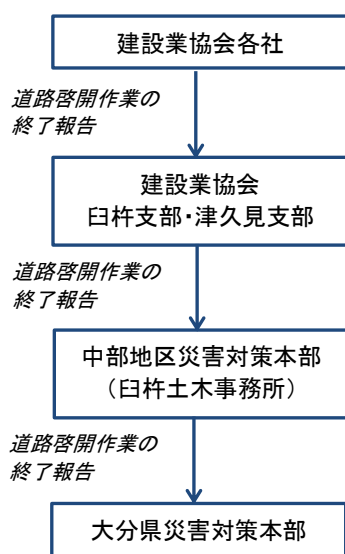 建設業協会各社
道路啓開作業の
終了報告
建設業協会
臼杵支部・津久見支部
道路啓開作業の
終了報告
中部地区災害対策本部
（臼杵土木事務所）
道路啓開作業の
終了報告
大分県災害対策本部